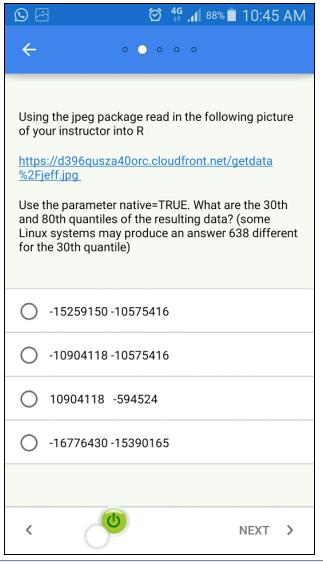 4G 88% 10:45 AM
Using the jpeg package read in the following picture
of your instructor into R
https://d396qusza40orc.cloudfront.net/getdata
%2Fjeff.jpg
Use the parameter native=TRUE. What are the 30th
and 80th quantiles of the resulting data? (some
Linux systems may produce an answer 638 different
for the 30th quantile)
-15259150 -10575416
-10904118 -10575416
10904118 -594524
-16776430 -15390165
NEXT